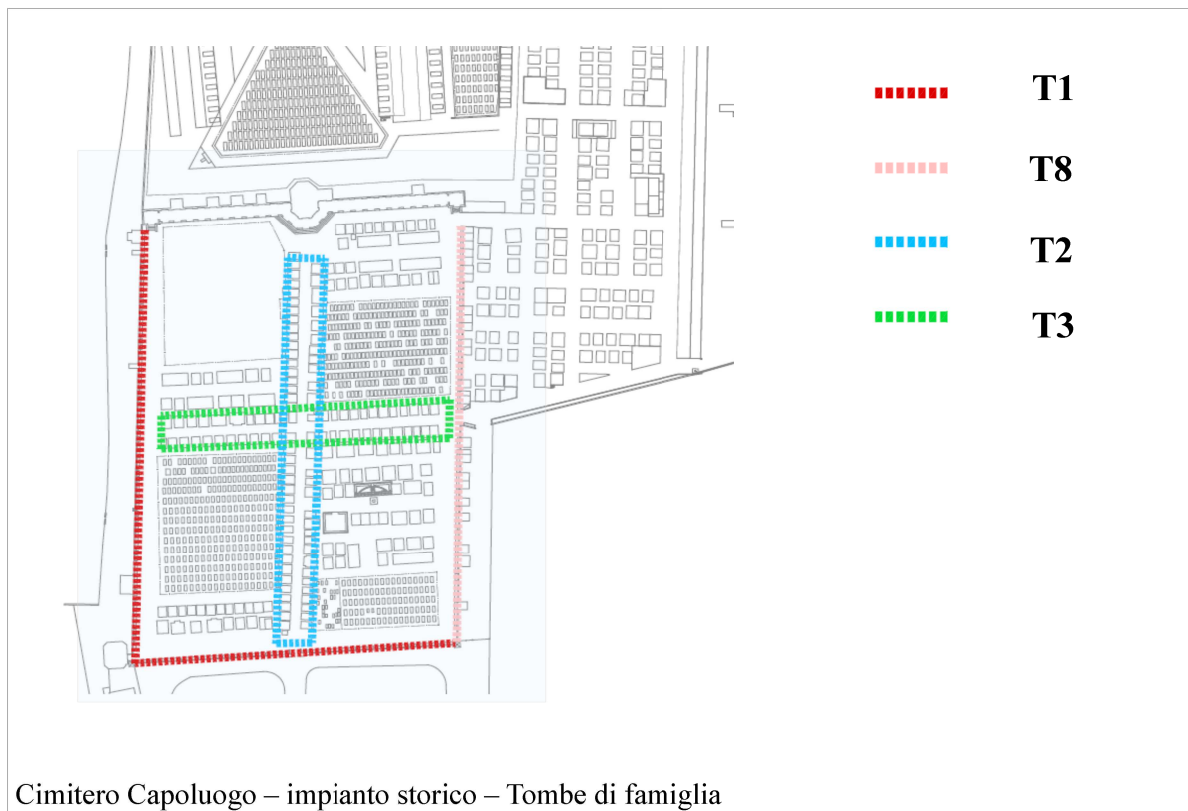 T1
T8
T2
T3
Cimitero Capoluogo – impianto storico – Tombe di famiglia